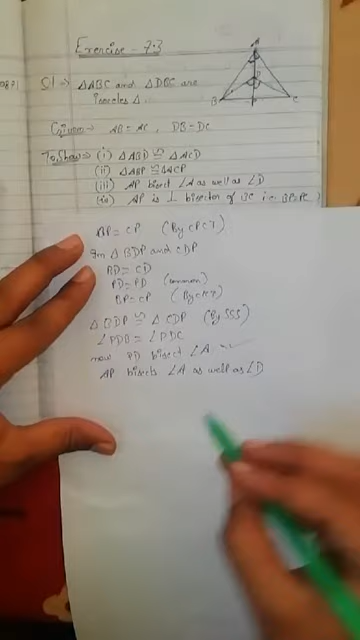 Exercise - 7.3
Q1 → △ABC and △DBC are
isosceles △.
A
B
P
C
Given → AB = AC, DB = DC
To Show → (i) △ABD ≅ △ACD
(ii) △ABP ≅ △ACP
(iii) AP bisect ∠A as well as ∠D
(iv) AP is ⊥ bisector of BC i.e. BP=PC
BP = CP (By CPCT)
In △ BDP and CDP
BD = CD
PD = PD (common)
BP = CP (By CPCT)
△ BDP ≅ △ CDP (By SSS)
∠PDB = ∠PDC
now PD bisect ∠A
AP bisects ∠A as well as ∠D